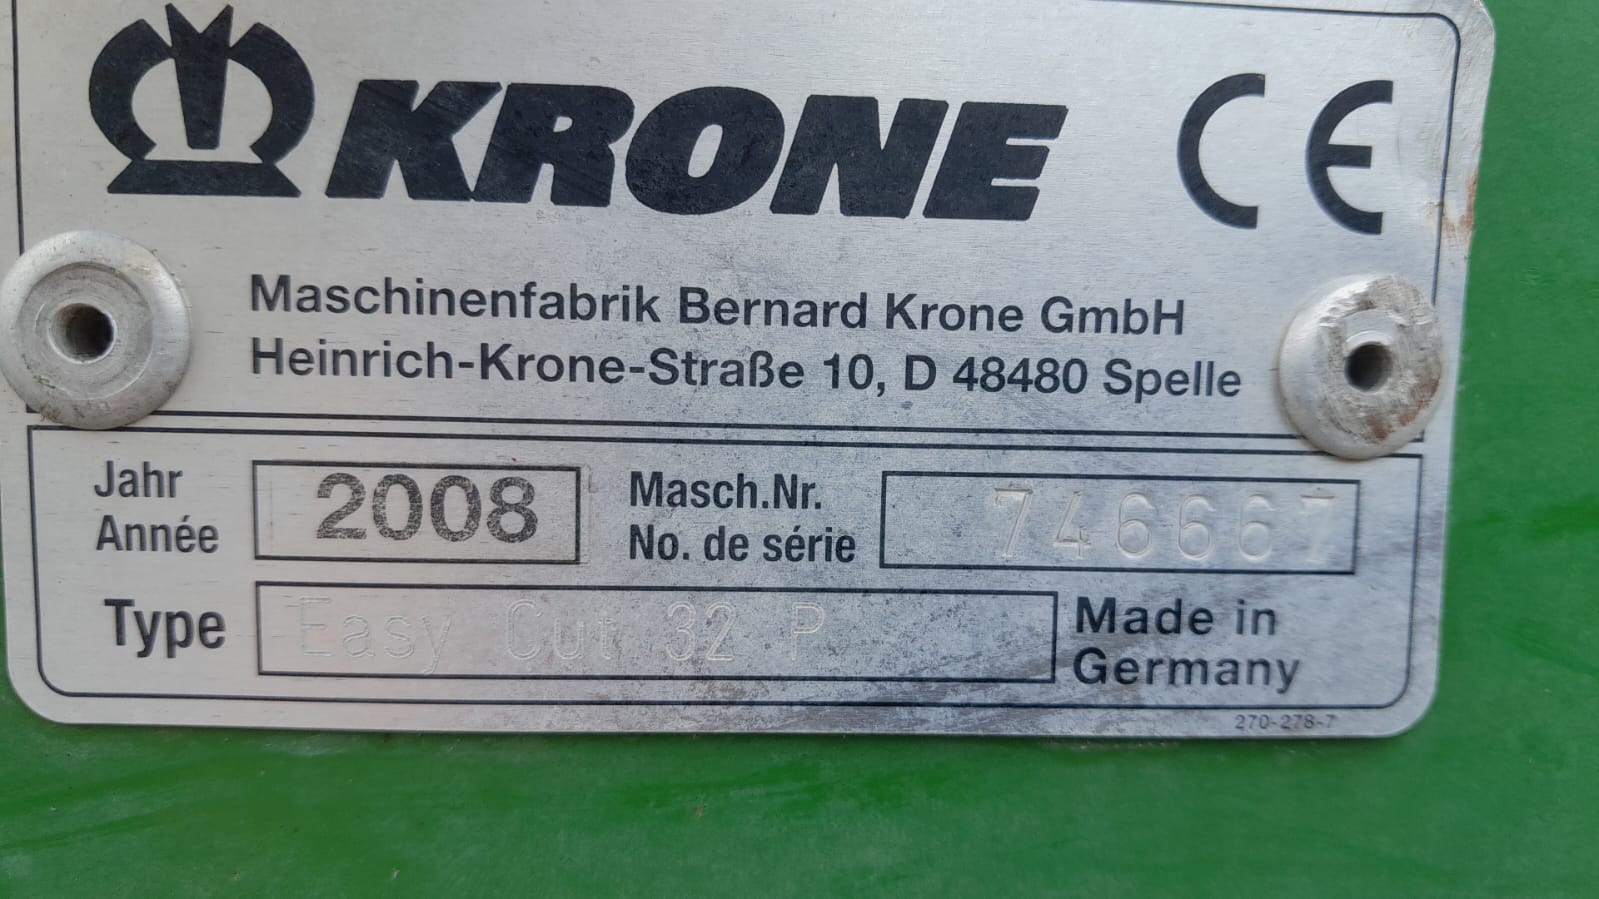 KRONE CE
Maschinenfabrik Bernard Krone GmbH
Heinrich-Krone-Straße 10, D 48480 Spelle
Jahr
Année
2008
Masch.Nr.
No. de série
746667
Type
Easy Cut 32 P
Made in
Germany
270-278-7